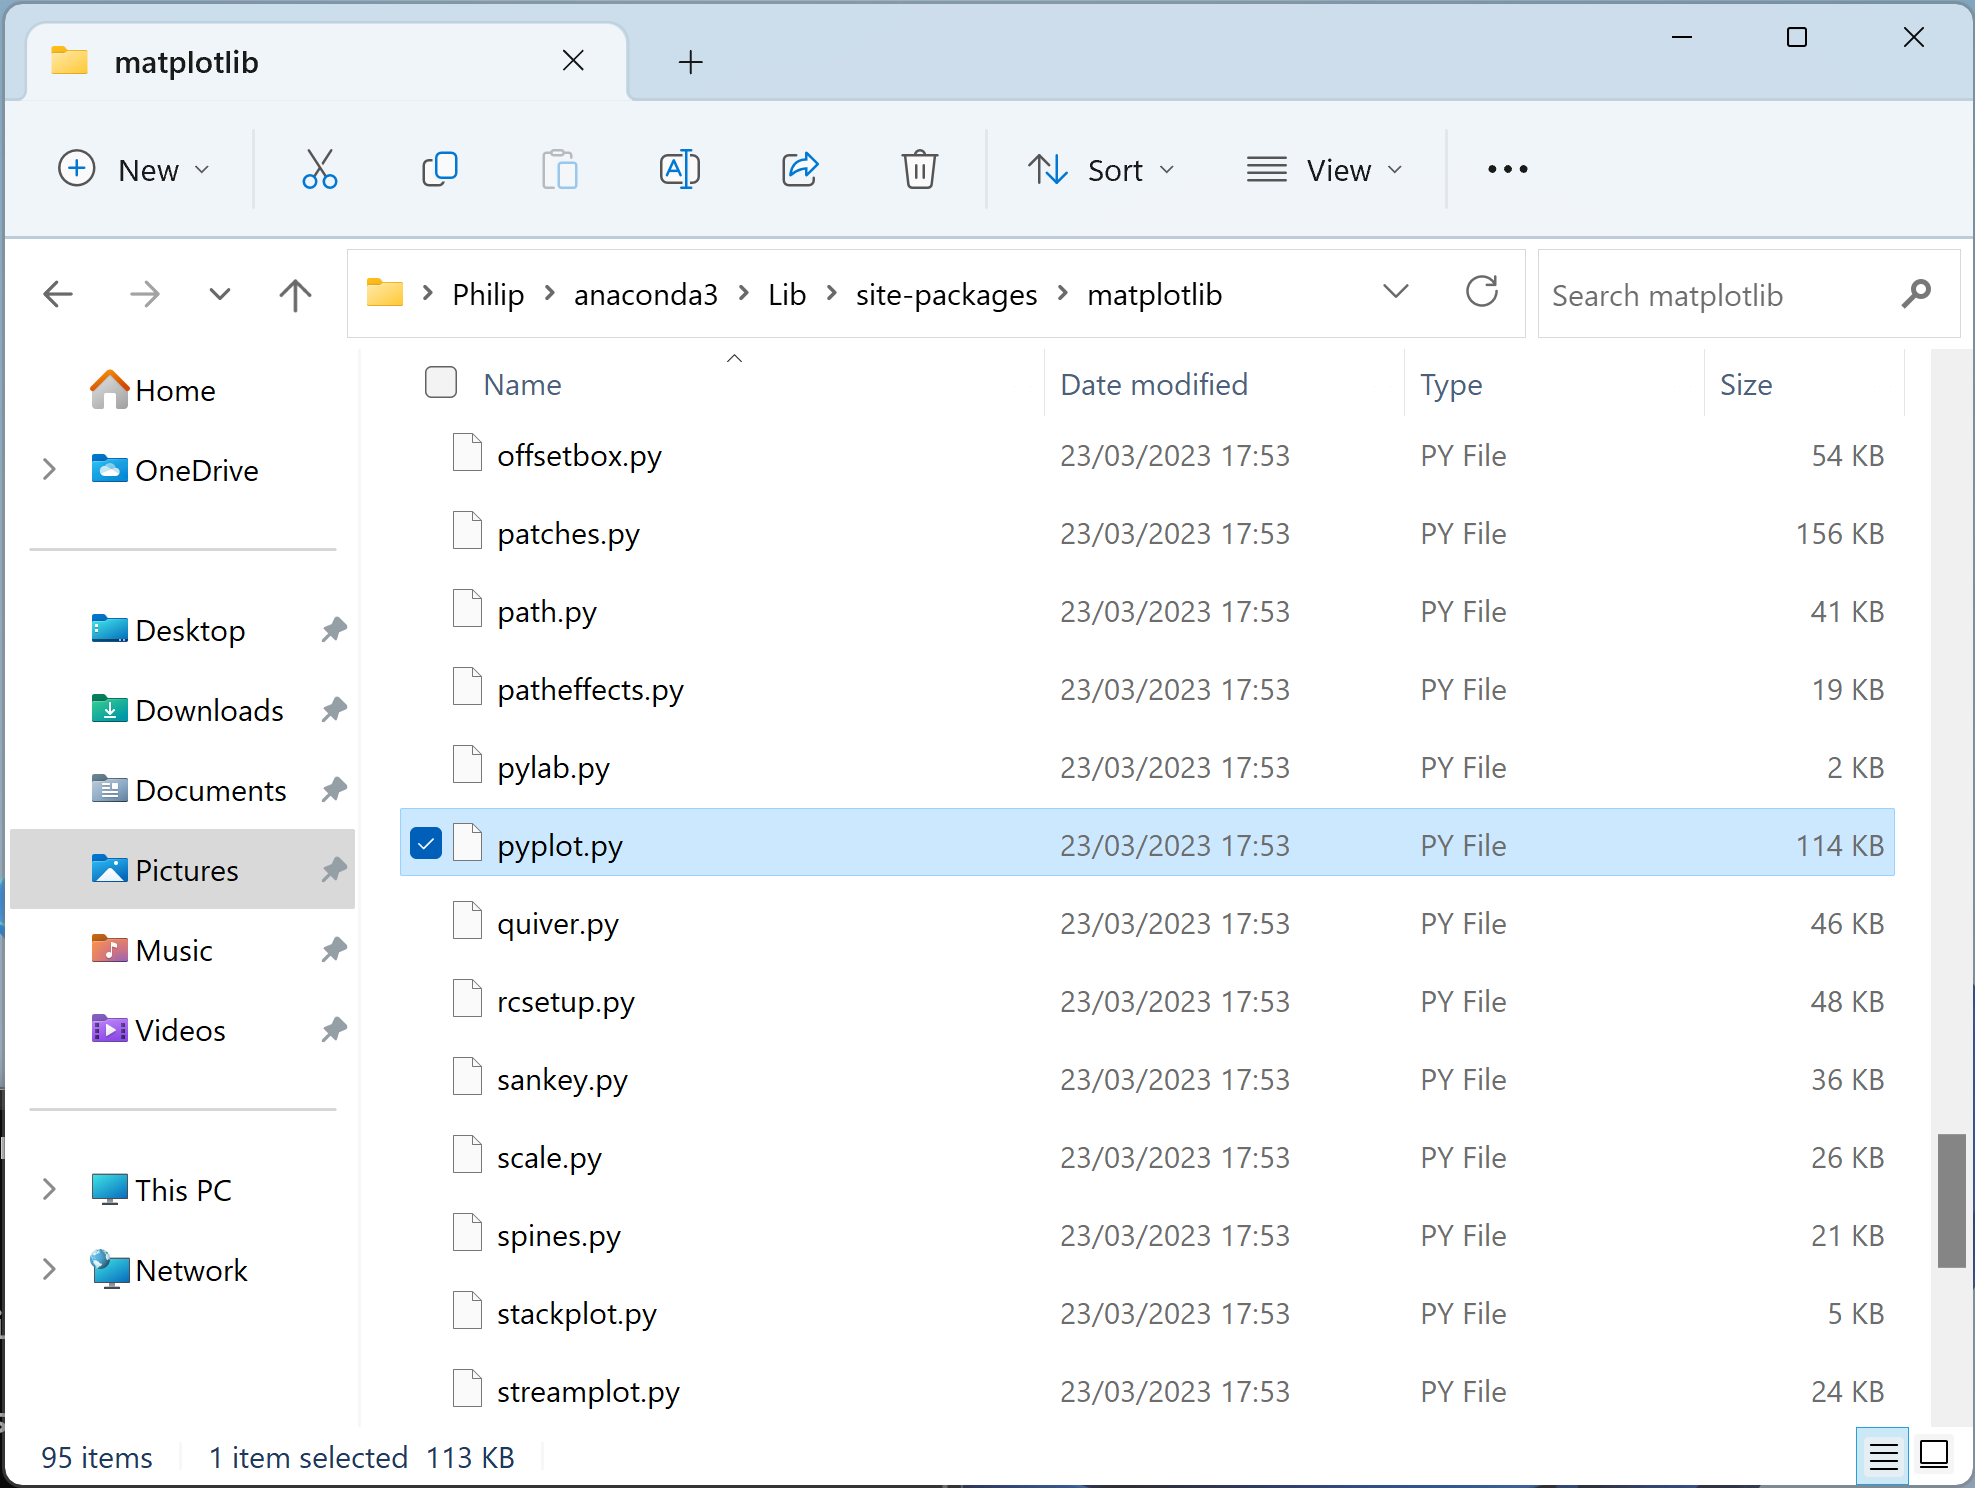 matplotlib
New Sort View
Philip anaconda3 Lib site-packages matplotlib Search matplotlib
Home
OneDrive
Desktop
Downloads
Documents
Pictures
Music
Videos
This PC
Network
Name Date modified Type Size
offsetbox.py 23/03/2023 17:53 PY File 54 KB
patches.py 23/03/2023 17:53 PY File 156 KB
path.py 23/03/2023 17:53 PY File 41 KB
patheffects.py 23/03/2023 17:53 PY File 19 KB
pylab.py 23/03/2023 17:53 PY File 2 KB
pyplot.py 23/03/2023 17:53 PY File 114 KB
quiver.py 23/03/2023 17:53 PY File 46 KB
rcsetup.py 23/03/2023 17:53 PY File 48 KB
sankey.py 23/03/2023 17:53 PY File 36 KB
scale.py 23/03/2023 17:53 PY File 26 KB
spines.py 23/03/2023 17:53 PY File 21 KB
stackplot.py 23/03/2023 17:53 PY File 5 KB
streamplot.py 23/03/2023 17:53 PY File 24 KB
95 items 1 item selected 113 KB